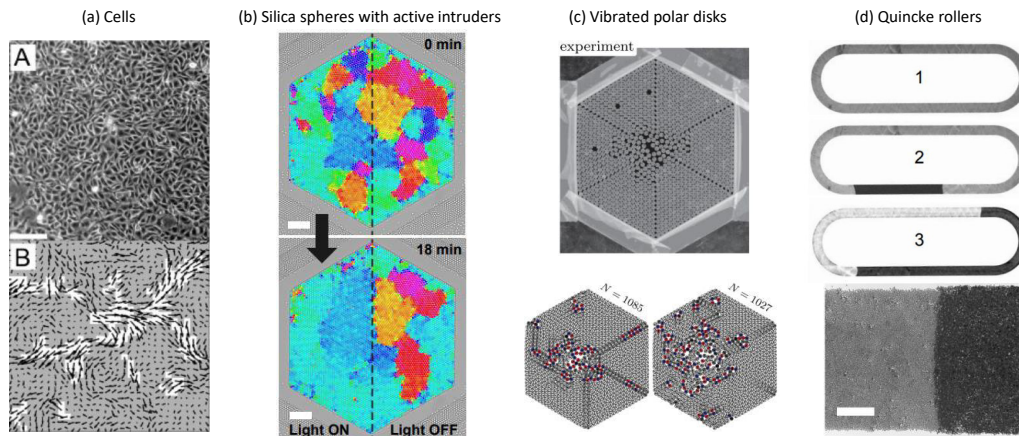 (a) Cells
A
B
(b) Silica spheres with active intruders
0 min
18 min
Light ON
Light OFF
(c) Vibrated polar disks
experiment
N = 1085
N = 1027
(d) Quincke rollers
1
2
3